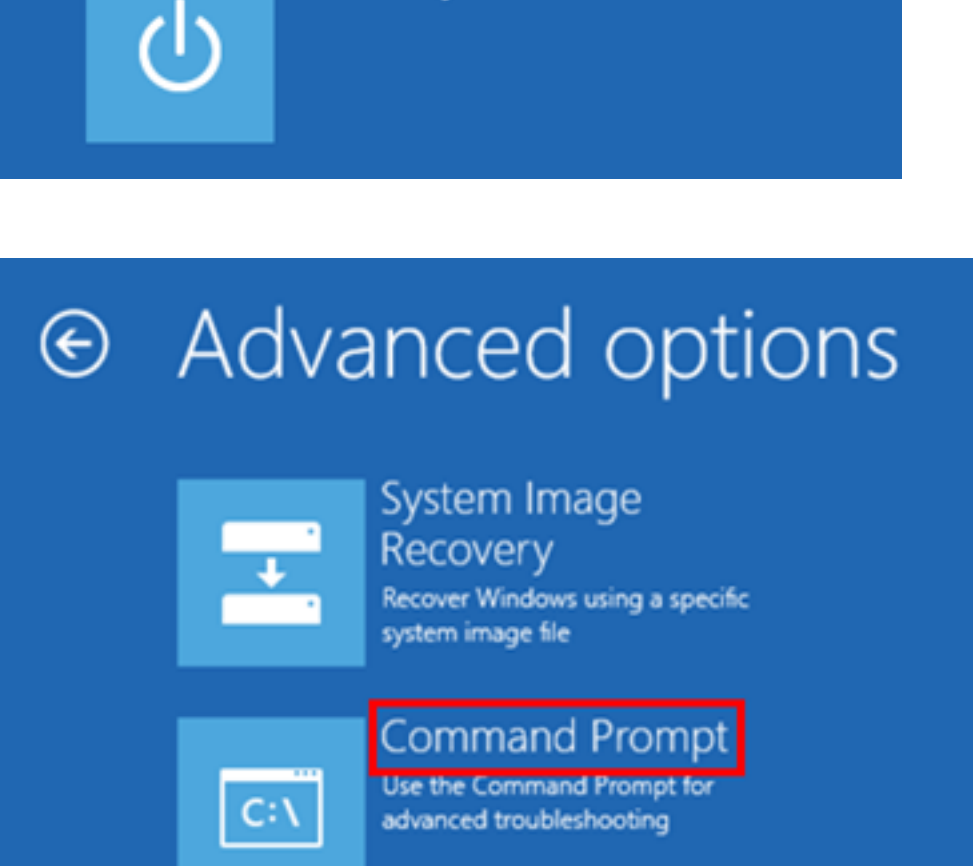 Advanced options
System Image
Recovery
Recover Windows using a specific
system image file
Command Prompt
Use the Command Prompt for
advanced troubleshooting
C:\